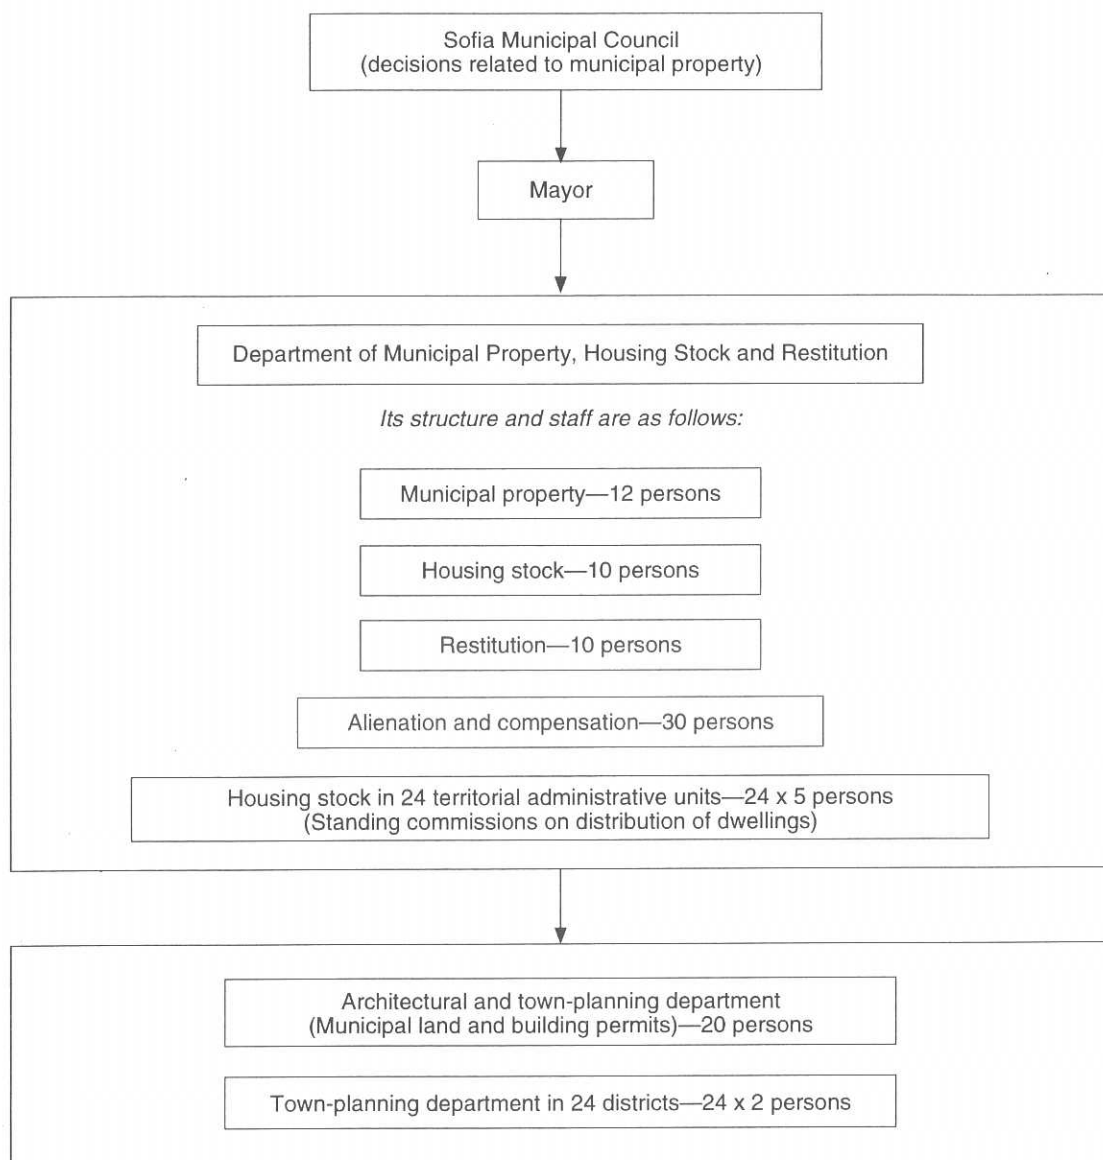 Sofia Municipal Council
(decisions related to municipal property)
Mayor
Department of Municipal Property, Housing Stock and Restitution
Its structure and staff are as follows:
Municipal property—12 persons
Housing stock—10 persons
Restitution—10 persons
Alienation and compensation—30 persons
Housing stock in 24 territorial administrative units—24 x 5 persons
(Standing commissions on distribution of dwellings)
Architectural and town-planning department
(Municipal land and building permits)—20 persons
Town-planning department in 24 districts—24 x 2 persons